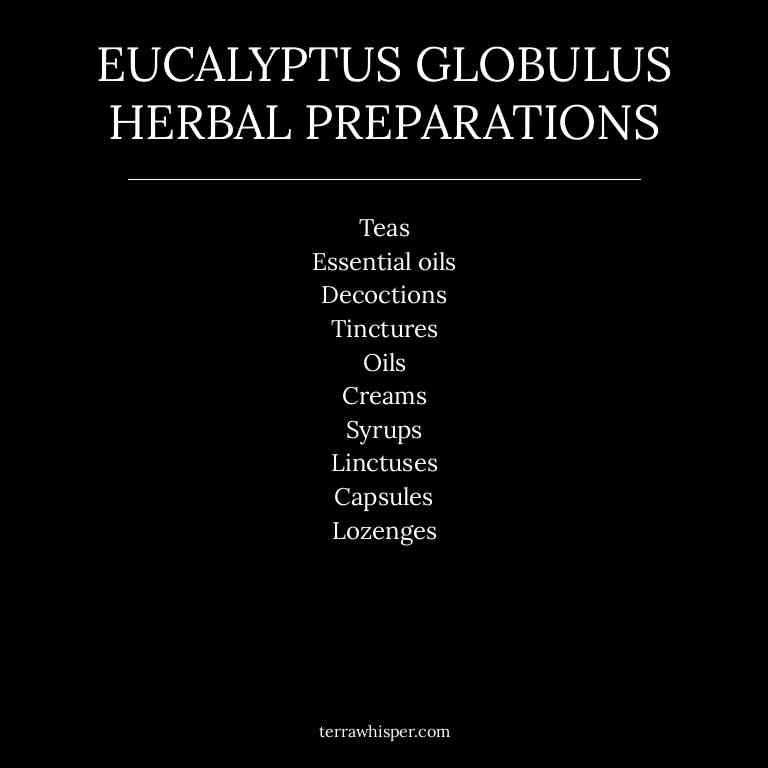 EUCALYPTUS GLOBULUS
HERBAL PREPARATIONS
Teas
Essential oils
Decoctions
Tinctures
Oils
Creams
Syrups
Linctuses
Capsules
Lozenges
terrawhisper.com